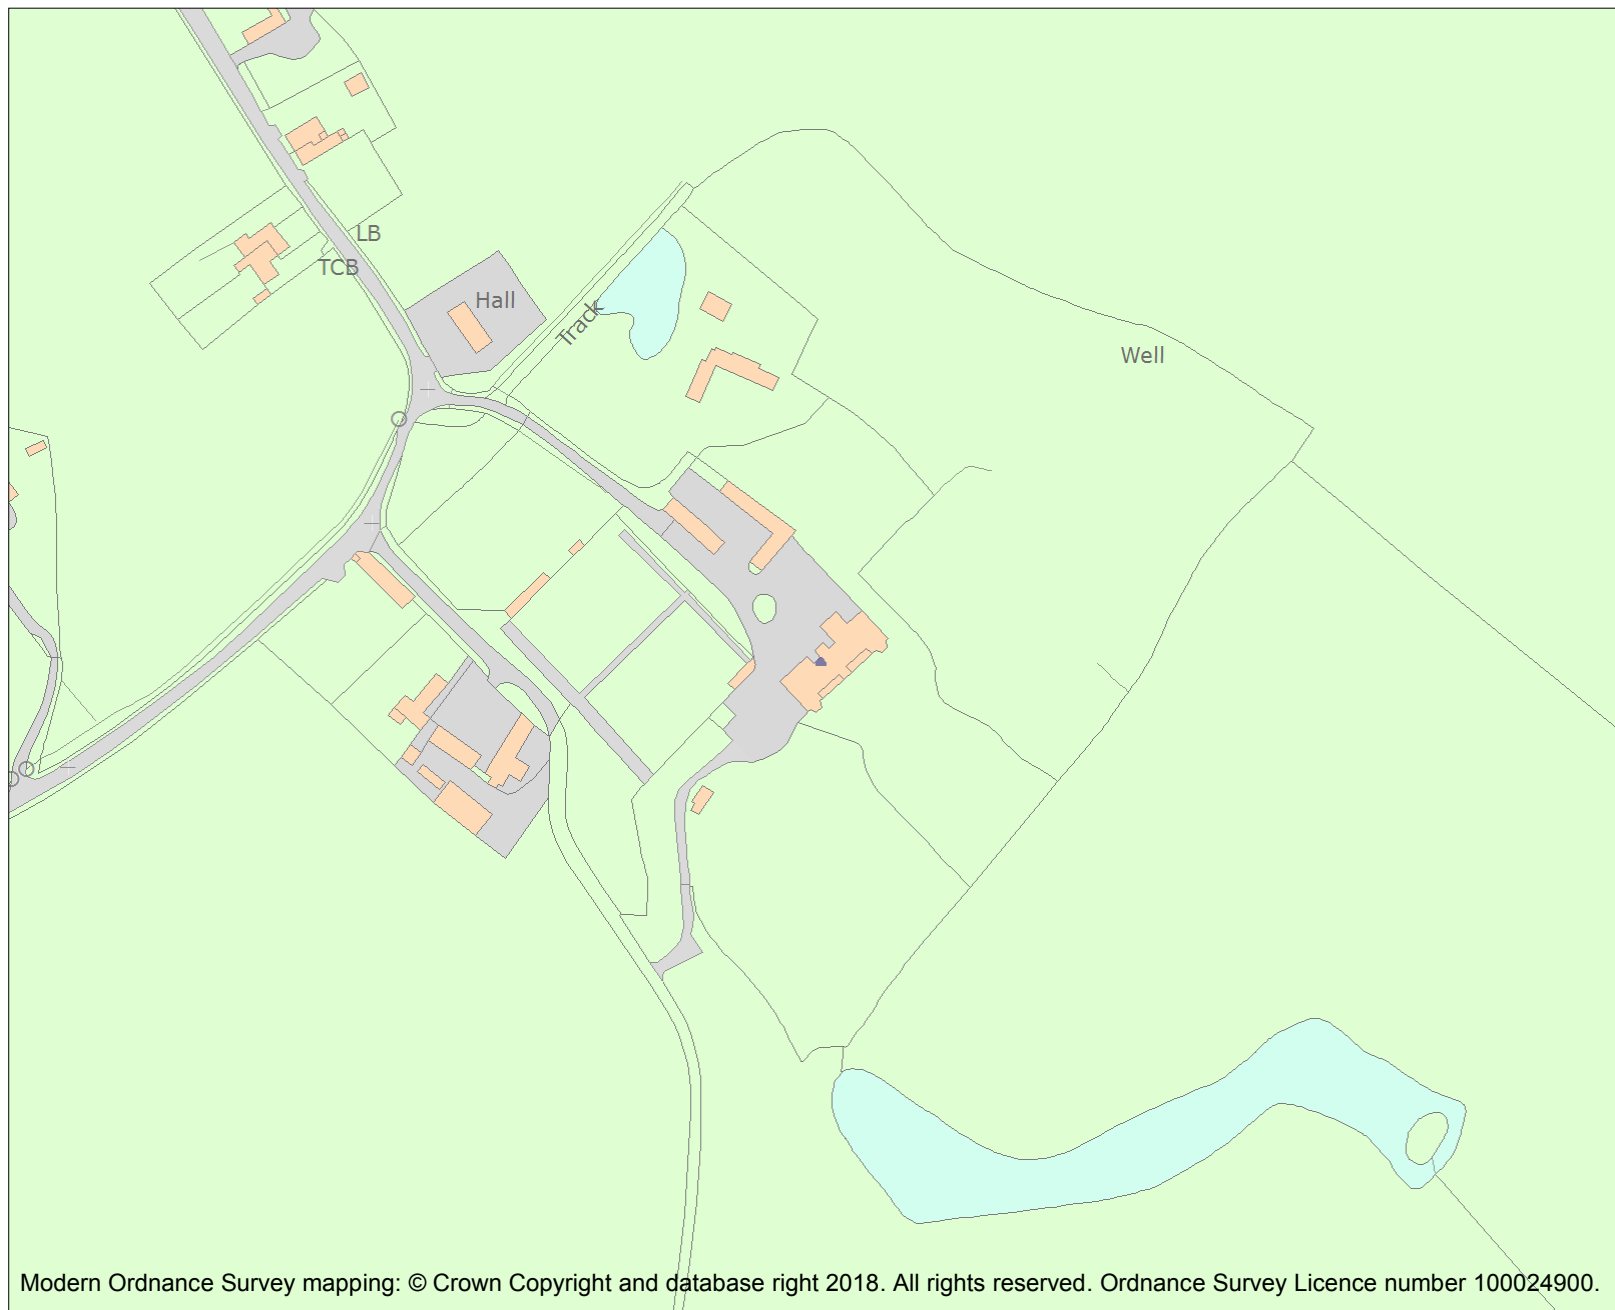 LB
TCB
Hall
Track
Well
Modern Ordnance Survey mapping: © Crown Copyright and database right 2018. All rights reserved. Ordnance Survey Licence number 100024900.